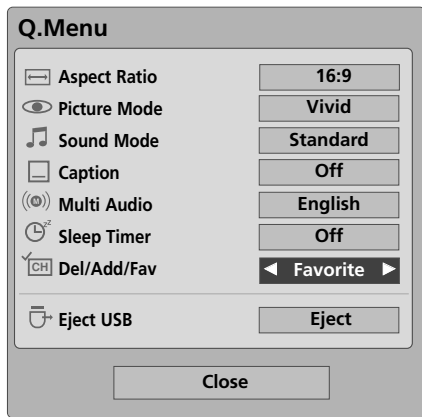 Q.Menu
Aspect Ratio 16:9
Picture Mode Vivid
Sound Mode Standard
Caption Off
Multi Audio English
Sleep Timer Off
Del/Add/Fav ◀ Favorite ▶
Eject USB Eject
Close